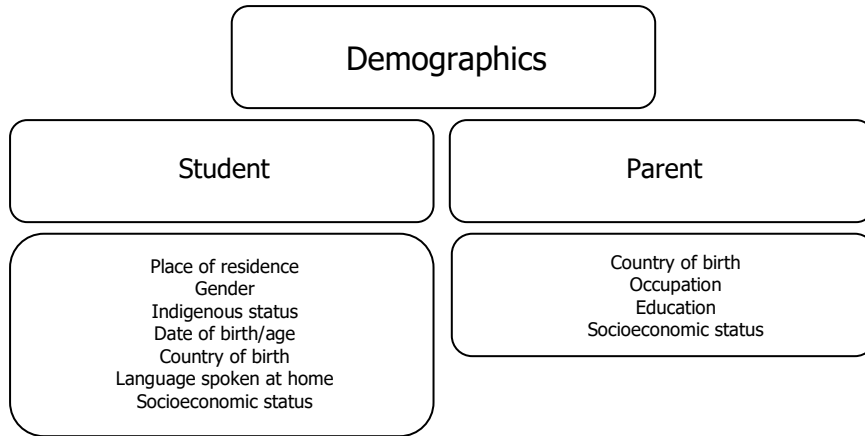 Demographics
Student
Parent
Place of residence
Gender
Indigenous status
Date of birth/age
Country of birth
Language spoken at home
Socioeconomic status
Country of birth
Occupation
Education
Socioeconomic status